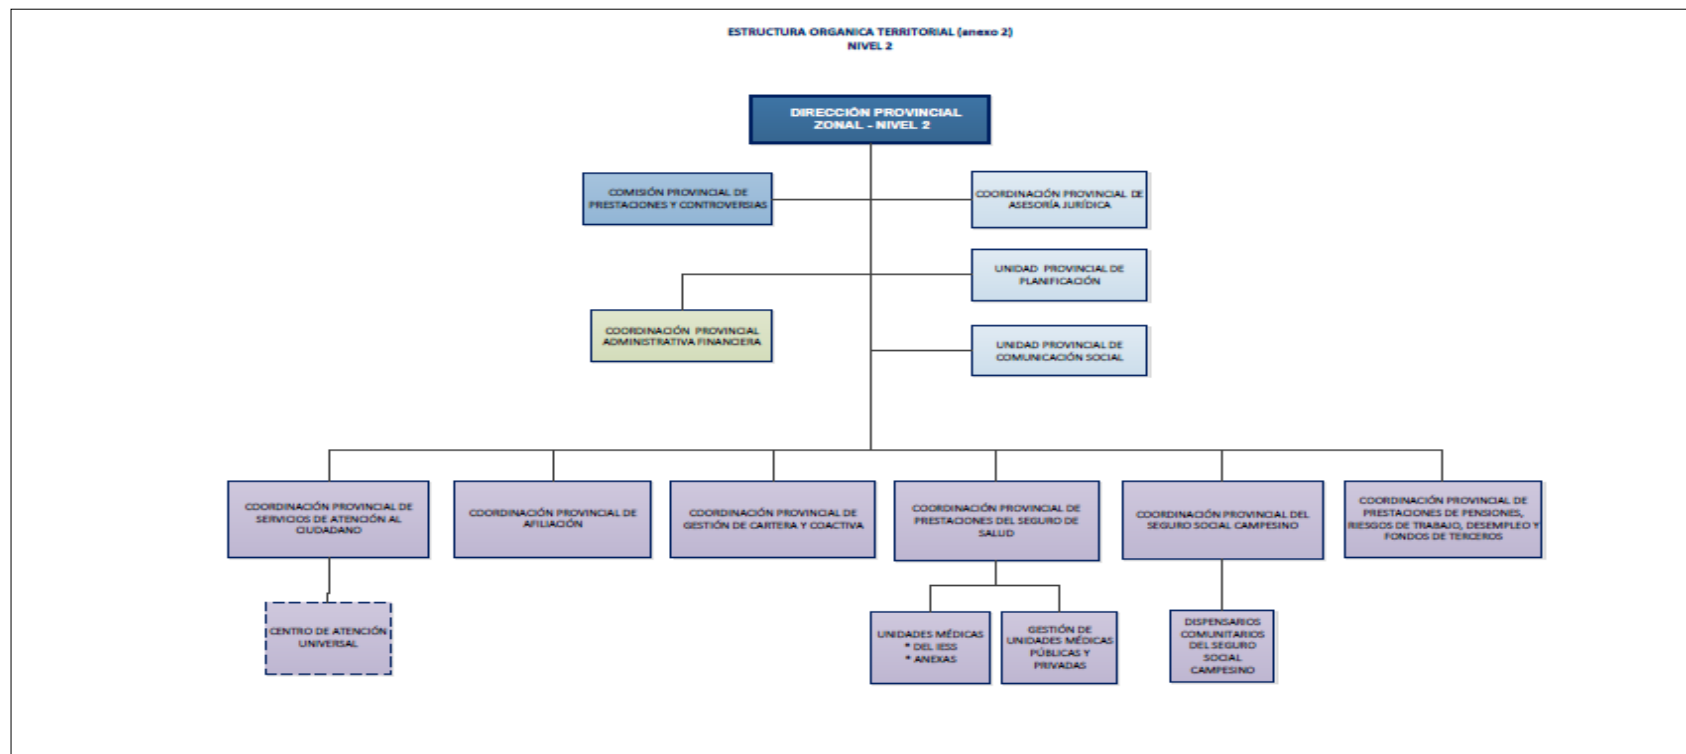 ESTRUCTURA ORGANICA TERRITORIAL (anexo 2)
NIVEL 2
DIRECCIÓN PROVINCIAL
ZONAL - NIVEL 2
COMISIÓN PROVINCIAL DE
PRESTACIONES Y CONTROVERSIAS
COORDINACIÓN PROVINCIAL DE
ASESORÍA JURÍDICA
UNIDAD PROVINCIAL DE
PLANIFICACIÓN
COORDINACIÓN PROVINCIAL
ADMINISTRATIVA FINANCIERA
UNIDAD PROVINCIAL DE
COMUNICACIÓN SOCIAL
COORDINACIÓN PROVINCIAL DE
SERVICIOS DE ATENCIÓN AL
CIUDADANO
COORDINACIÓN PROVINCIAL DE
AFILIACIÓN
COORDINACIÓN PROVINCIAL DE
GESTIÓN DE CARTERA Y COACTIVA
COORDINACIÓN PROVINCIAL DE
PRESTACIONES DEL SEGURO DE
SALUD
COORDINACIÓN PROVINCIAL DEL
SEGURO SOCIAL CAMPESINO
COORDINACIÓN PROVINCIAL DE
PRESTACIONES DE PENSIONES,
RIESGOS DE TRABAJO, DESEMPLEO Y
FONDOS DE TERCEROS
CENTRO DE ATENCIÓN
UNIVERSAL
UNIDADES MÉDICAS
* DEL IESS
* ANEXAS
GESTIÓN DE
UNIDADES MÉDICAS
PÚBLICAS Y
PRIVADAS
DISPENSARIOS
COMUNITARIOS
DEL SEGURO
SOCIAL
CAMPESINO